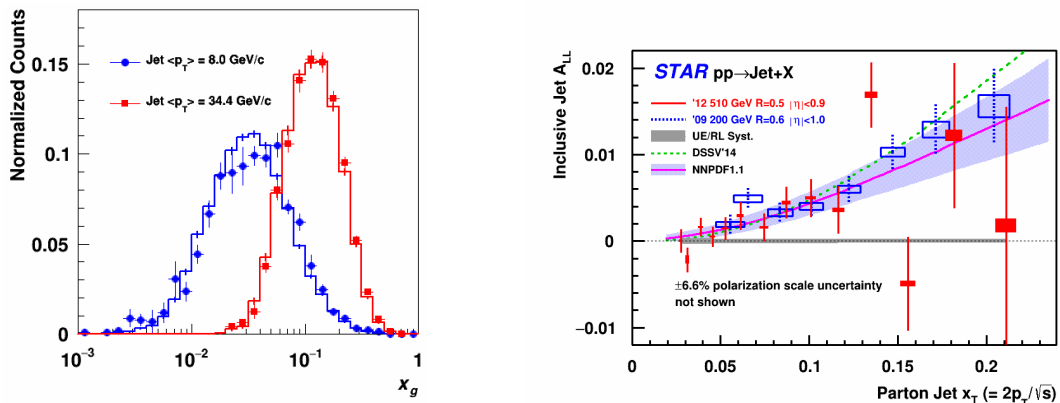 Normalized Counts
Jet <p_T> = 8.0 GeV/c
Jet <p_T> = 34.4 GeV/c
0.15
0.1
0.05
0
10⁻³
10⁻²
10⁻¹
1
x_g
Inclusive Jet A_LL
STAR pp→Jet+X
'12 510 GeV R=0.5 |η|<0.9
'09 200 GeV R=0.6 |η|<1.0
UE/RL Syst.
DSSV'14
NNPDF1.1
±6.6% polarization scale uncertainty
not shown
0.02
0.01
0
−0.01
0
0.05
0.1
0.15
0.2
Parton Jet x_T (= 2p_T/√s)